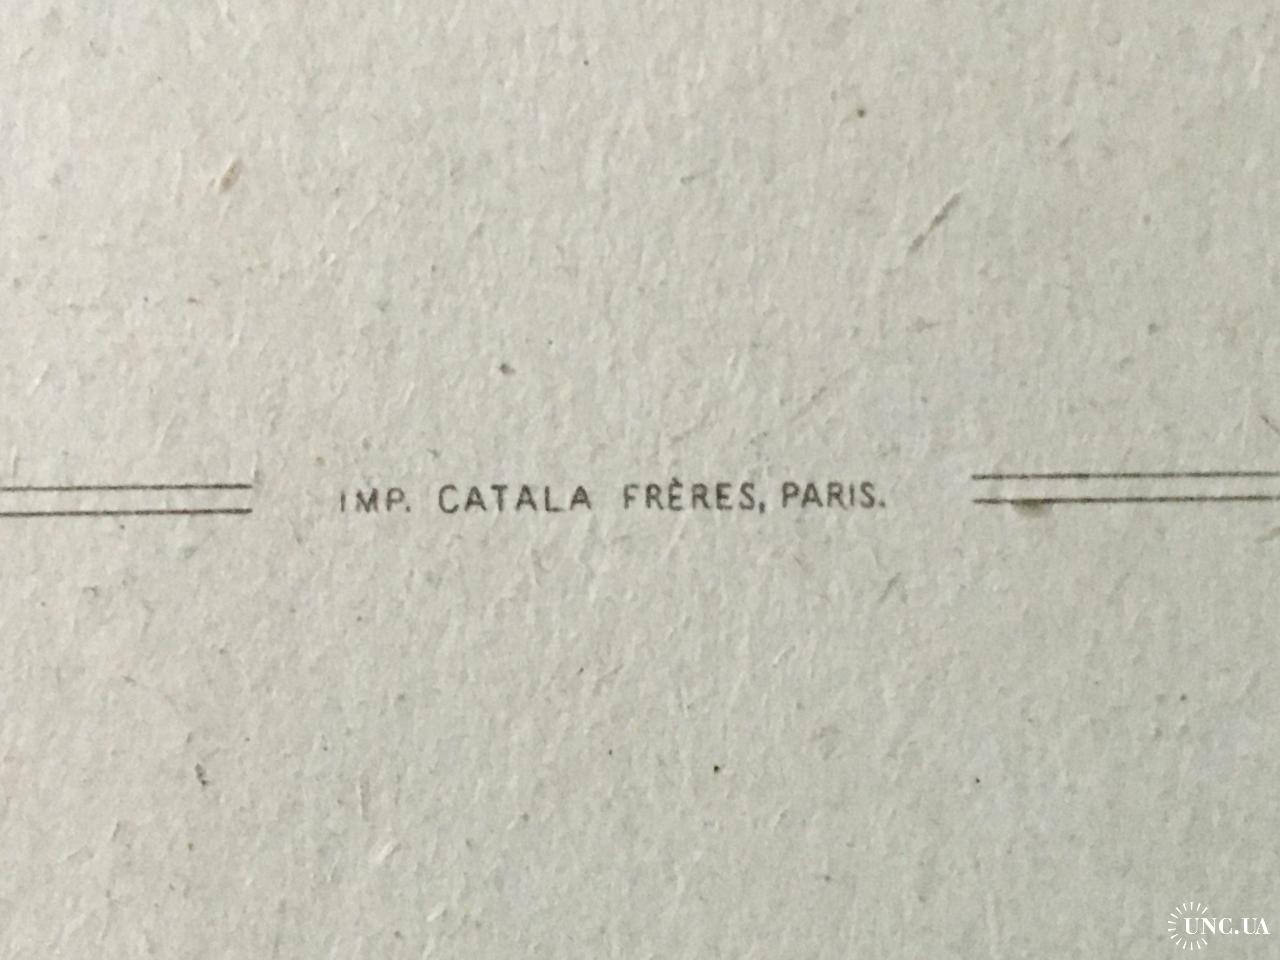 IMP. CATALA FRÈRES, PARIS.
UNC.UA